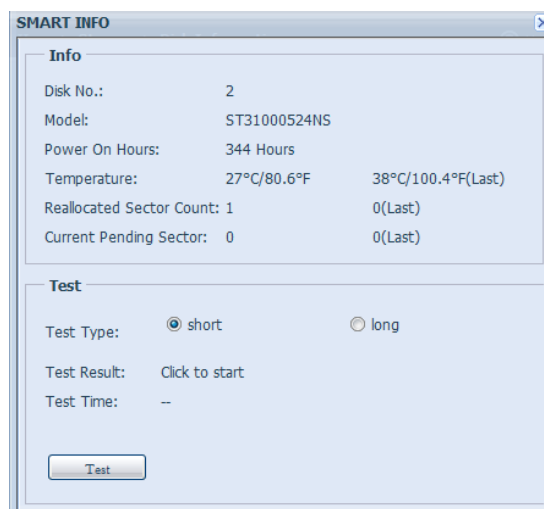 SMART INFO
Info
Disk No.: 2
Model: ST31000524NS
Power On Hours: 344 Hours
Temperature: 27°C/80.6°F 38°C/100.4°F(Last)
Reallocated Sector Count: 1 0(Last)
Current Pending Sector: 0 0(Last)
Test
Test Type: short long
Test Result: Click to start
Test Time: --
Test